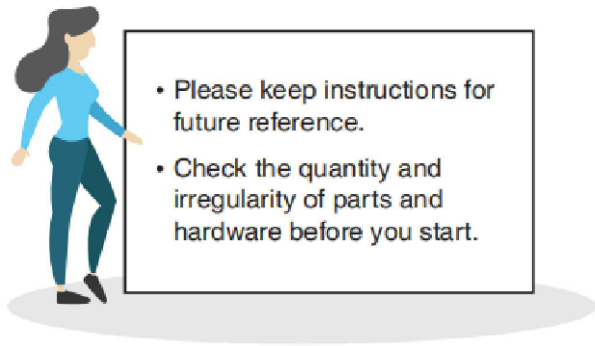 • Please keep instructions for
future reference.
• Check the quantity and
irregularity of parts and
hardware before you start.